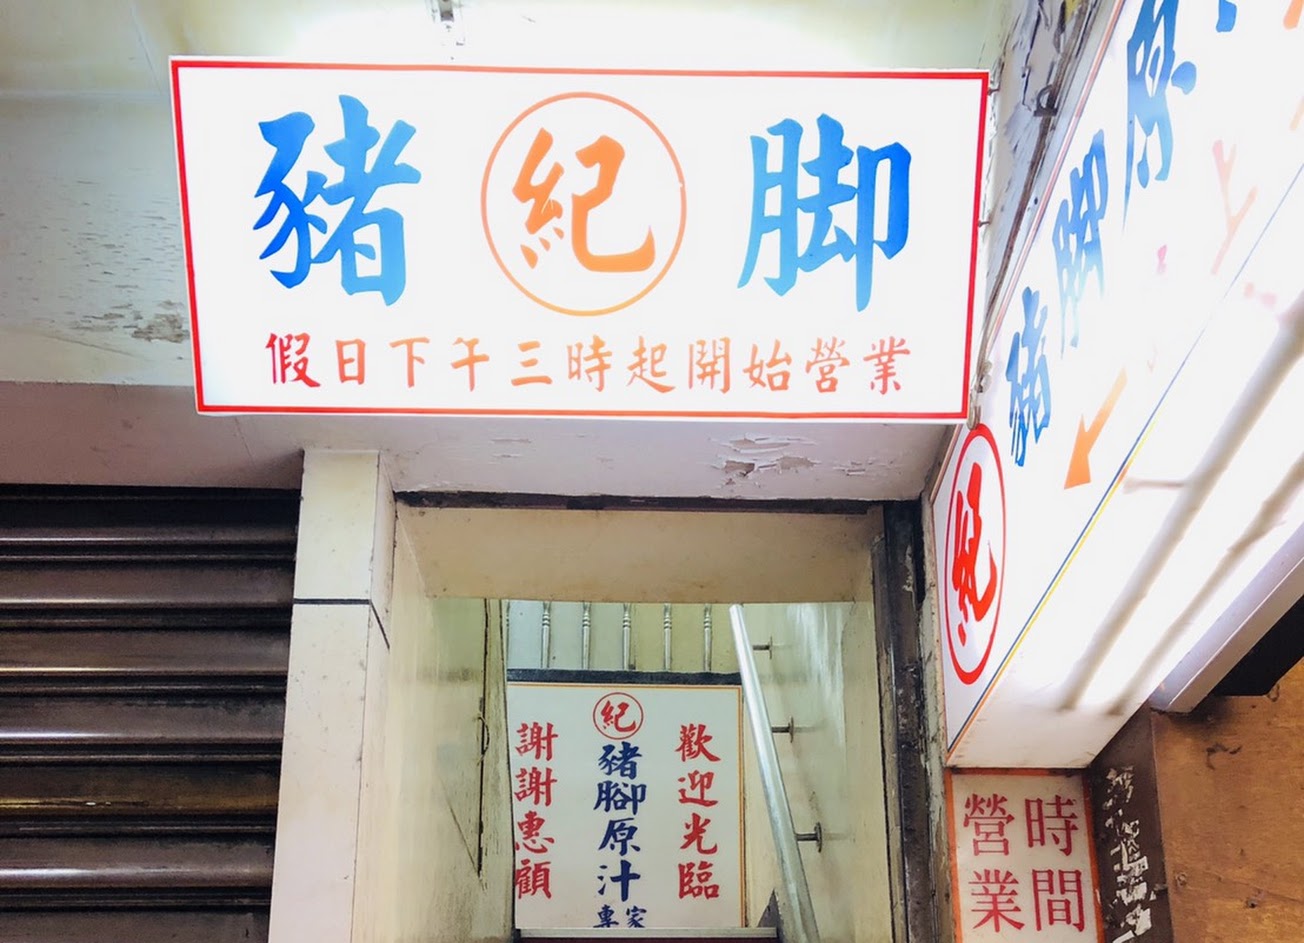 豬 紀 脚
假日下午三時起開始營業
紀 豬脚原
紀
歡迎光臨
豬腳原汁
專家
謝謝惠顧
時間
營業